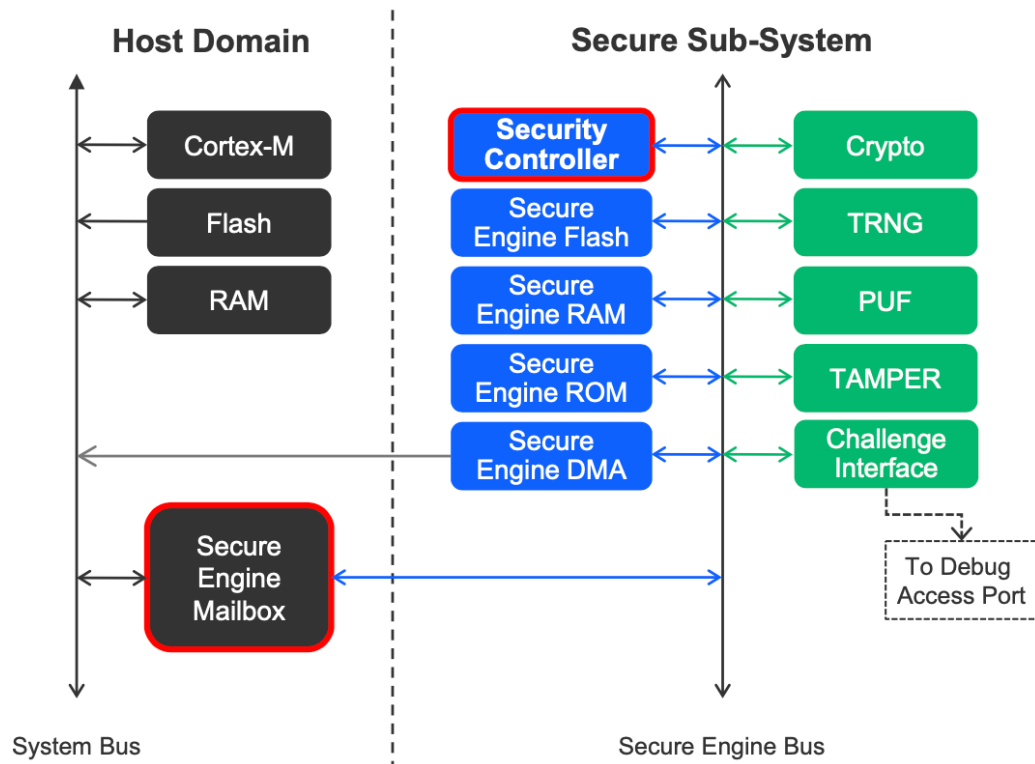 Host Domain
Secure Sub-System
Cortex-M
Flash
RAM
Secure
Engine
Mailbox
Security
Controller
Secure
Engine Flash
Secure
Engine RAM
Secure
Engine ROM
Secure
Engine DMA
Crypto
TRNG
PUF
TAMPER
Challenge
Interface
To Debug
Access Port
System Bus
Secure Engine Bus